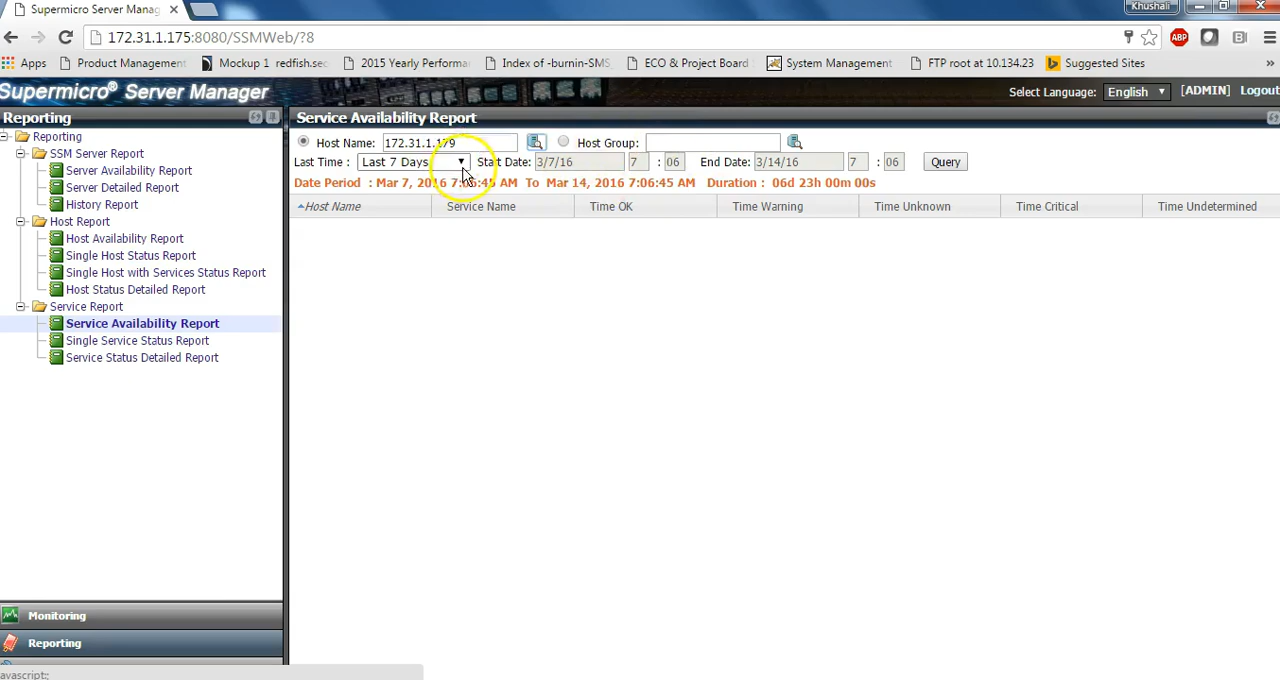 Supermicro Server Manag
Khushali
172.31.1.175:8080/SSMWeb/?8
ABP
B
Apps Product Management Mockup 1 redfish.sec 2015 Yearly Performa Index of -burnin-SMS_ ECO & Project Board System Management FTP root at 10.134.23 Suggested Sites »
Supermicro® Server Manager
Select Language: English [ADMIN] Logout
Reporting
Reporting
SSM Server Report
Server Availability Report
Server Detailed Report
History Report
Host Report
Host Availability Report
Single Host Status Report
Single Host with Services Status Report
Host Status Detailed Report
Service Report
Service Availability Report
Single Service Status Report
Service Status Detailed Report
Monitoring
Reporting
avascript:;
Service Availability Report
Host Name: 172.31.1.179 Host Group:
Last Time : Last 7 Days Start Date: 3/7/16 7 : 06 End Date: 3/14/16 7 : 06 Query
Date Period : Mar 7, 2016 7:06:45 AM To Mar 14, 2016 7:06:45 AM Duration : 06d 23h 00m 00s
Host Name Service Name Time OK Time Warning Time Unknown Time Critical Time Undetermined